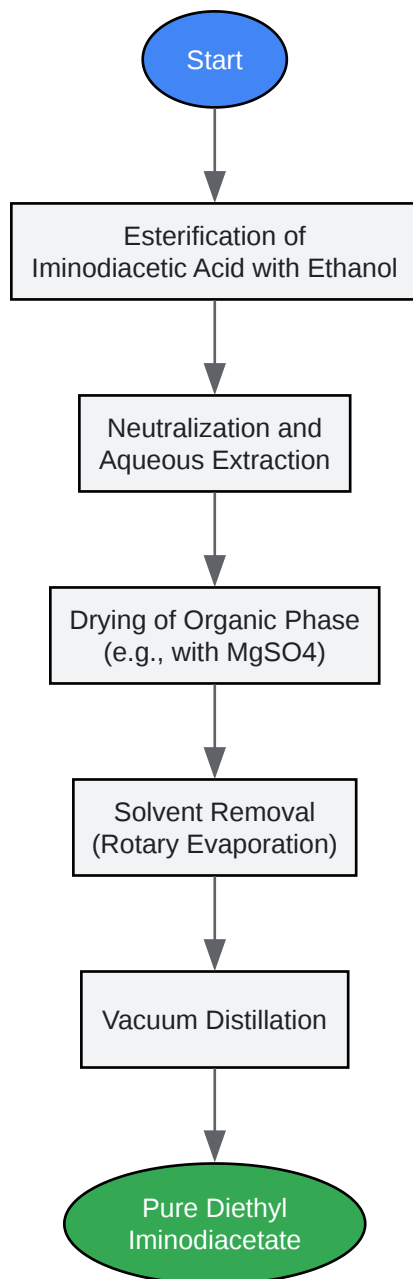 Start
Esterification of
Iminodiacetic Acid with Ethanol
Neutralization and
Aqueous Extraction
Drying of Organic Phase
(e.g., with MgSO4)
Solvent Removal
(Rotary Evaporation)
Vacuum Distillation
Pure Diethyl
Iminodiacetate